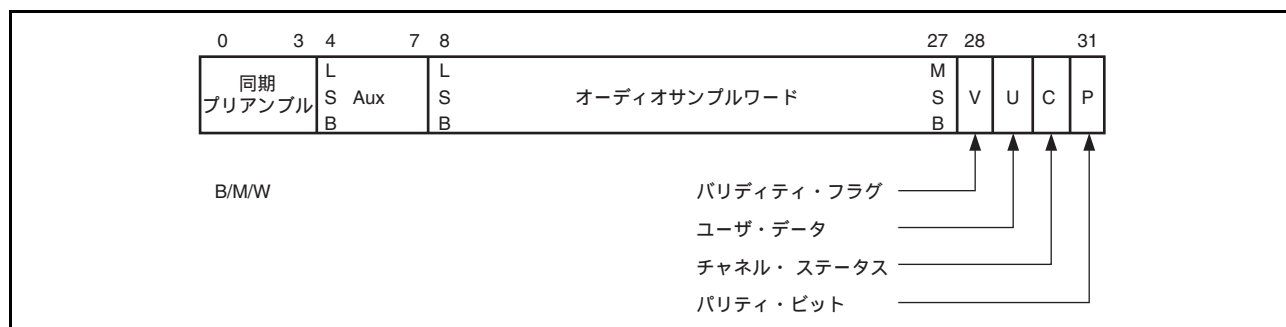 0 3 4 7 8 27 28 31
同期
プリアンブル
L
S
B
Aux
L
S
B
オーディオサンプルワード
M
S
B
V
U
C
P
B/M/W
バリディティ・フラグ
ユーザ・データ
チャネル・ ステータス
パリティ・ビット